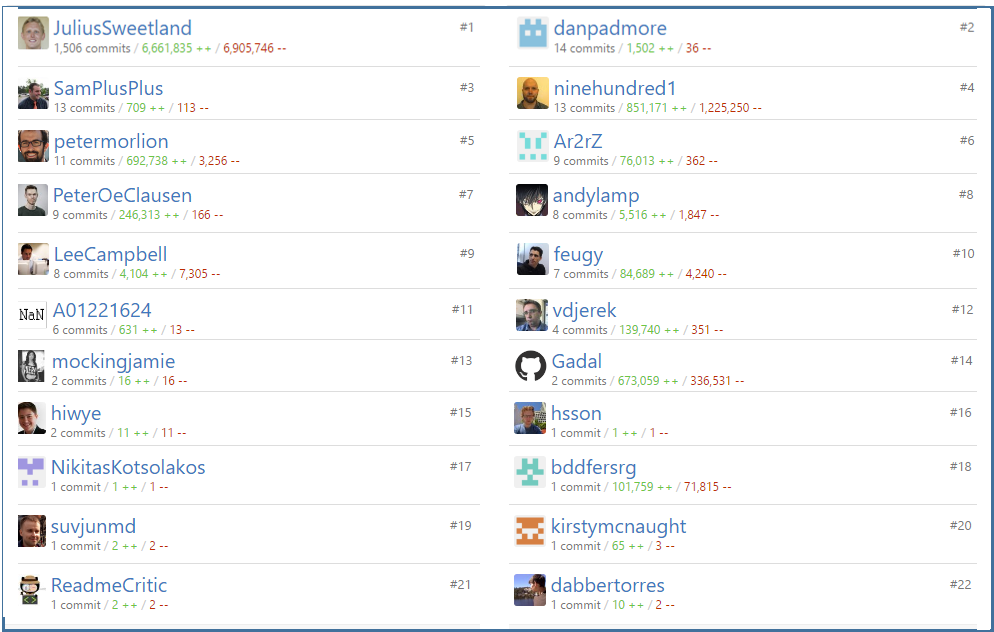 JuliusSweetland #1
1,506 commits / 6,661,835 ++ / 6,905,746 --
danpadmore #2
14 commits / 1,502 ++ / 36 --
SamPlusPlus #3
13 commits / 709 ++ / 113 --
ninehundred1 #4
13 commits / 851,171 ++ / 1,225,250 --
petermorlion #5
11 commits / 692,738 ++ / 3,256 --
Ar2rZ #6
9 commits / 76,013 ++ / 362 --
PeterOeClausen #7
9 commits / 246,313 ++ / 166 --
andylamp #8
8 commits / 5,516 ++ / 1,847 --
LeeCampbell #9
8 commits / 4,104 ++ / 7,305 --
feugy #10
7 commits / 84,689 ++ / 4,240 --
NaN A01221624 #11
6 commits / 631 ++ / 13 --
vdjerek #12
4 commits / 139,740 ++ / 351 --
mockingjamie #13
2 commits / 16 ++ / 16 --
Gadal #14
2 commits / 673,059 ++ / 336,531 --
hiwye #15
2 commits / 11 ++ / 11 --
hsson #16
1 commit / 1 ++ / 1 --
NikitasKotsolakos #17
1 commit / 1 ++ / 1 --
bddfersrg #18
1 commit / 101,759 ++ / 71,815 --
suvjunmd #19
1 commit / 2 ++ / 2 --
kirstymcnaught #20
1 commit / 65 ++ / 3 --
ReadmeCritic #21
1 commit / 2 ++ / 2 --
dabbertorres #22
1 commit / 10 ++ / 2 --